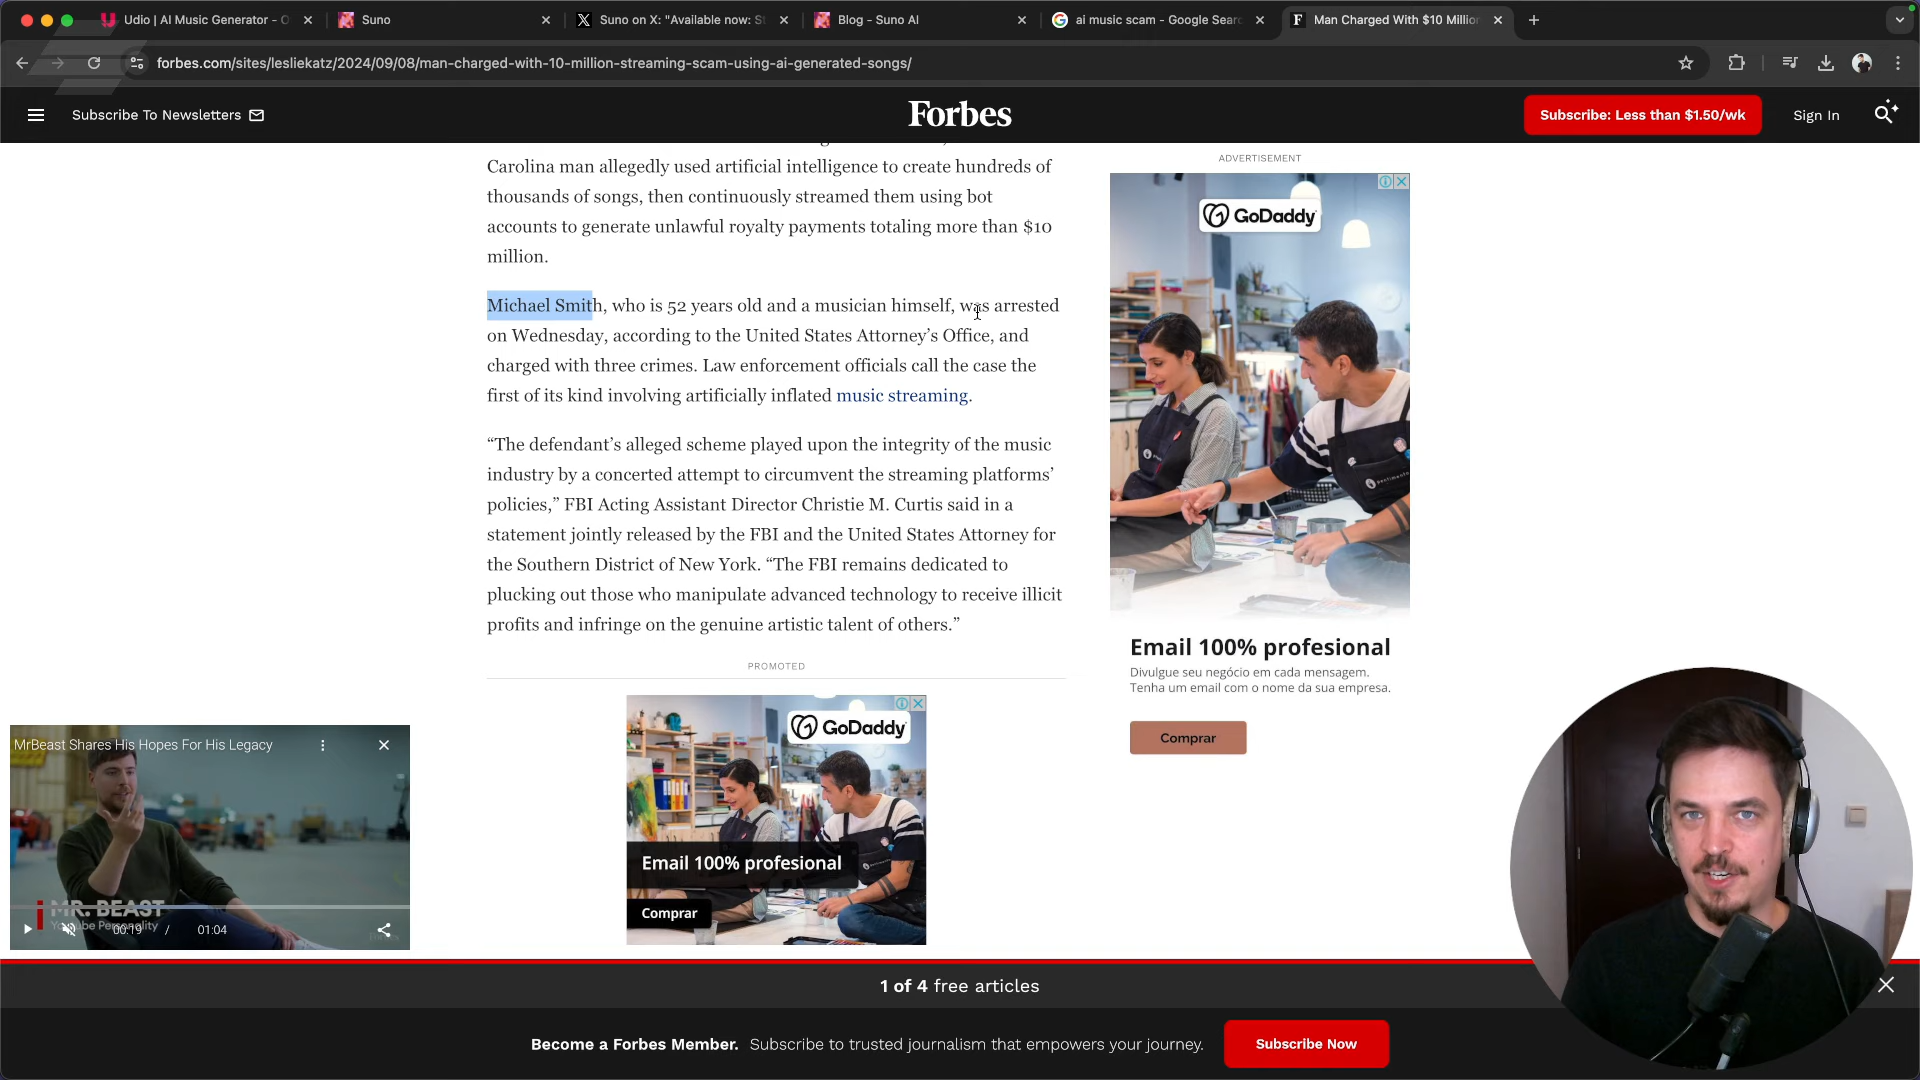 Udio | AI Music Generator - O
Suno
Suno on X: "Available now: S
Blog - Suno AI
ai music scam - Google Searc
Man Charged With $10 Million
forbes.com/sites/lesliekatz/2024/09/08/man-charged-with-10-million-streaming-scam-using-ai-generated-songs/
Subscribe To Newsletters
Forbes
Subscribe: Less than $1.50/wk
Sign In
Carolina man allegedly used artificial intelligence to create hundreds of
thousands of songs, then continuously streamed them using bot
accounts to generate unlawful royalty payments totaling more than $10
million.
Michael Smith, who is 52 years old and a musician himself, was arrested
on Wednesday, according to the United States Attorney’s Office, and
charged with three crimes. Law enforcement officials call the case the
first of its kind involving artificially inflated music streaming.
“The defendant’s alleged scheme played upon the integrity of the music
industry by a concerted attempt to circumvent the streaming platforms’
policies,” FBI Acting Assistant Director Christie M. Curtis said in a
statement jointly released by the FBI and the United States Attorney for
the Southern District of New York. “The FBI remains dedicated to
plucking out those who manipulate advanced technology to receive illicit
profits and infringe on the genuine artistic talent of others.”
PROMOTED
GoDaddy
Email 100% profesional
Comprar
ADVERTISEMENT
GoDaddy
Email 100% profesional
Divulgue seu negócio em cada mensagem.
Tenha um email com o nome da sua empresa.
Comprar
MrBeast Shares His Hopes For His Legacy
MR. BEAST
YouTube Personality
00:19 / 01:04
1 of 4 free articles
Become a Forbes Member. Subscribe to trusted journalism that empowers your journey.
Subscribe Now